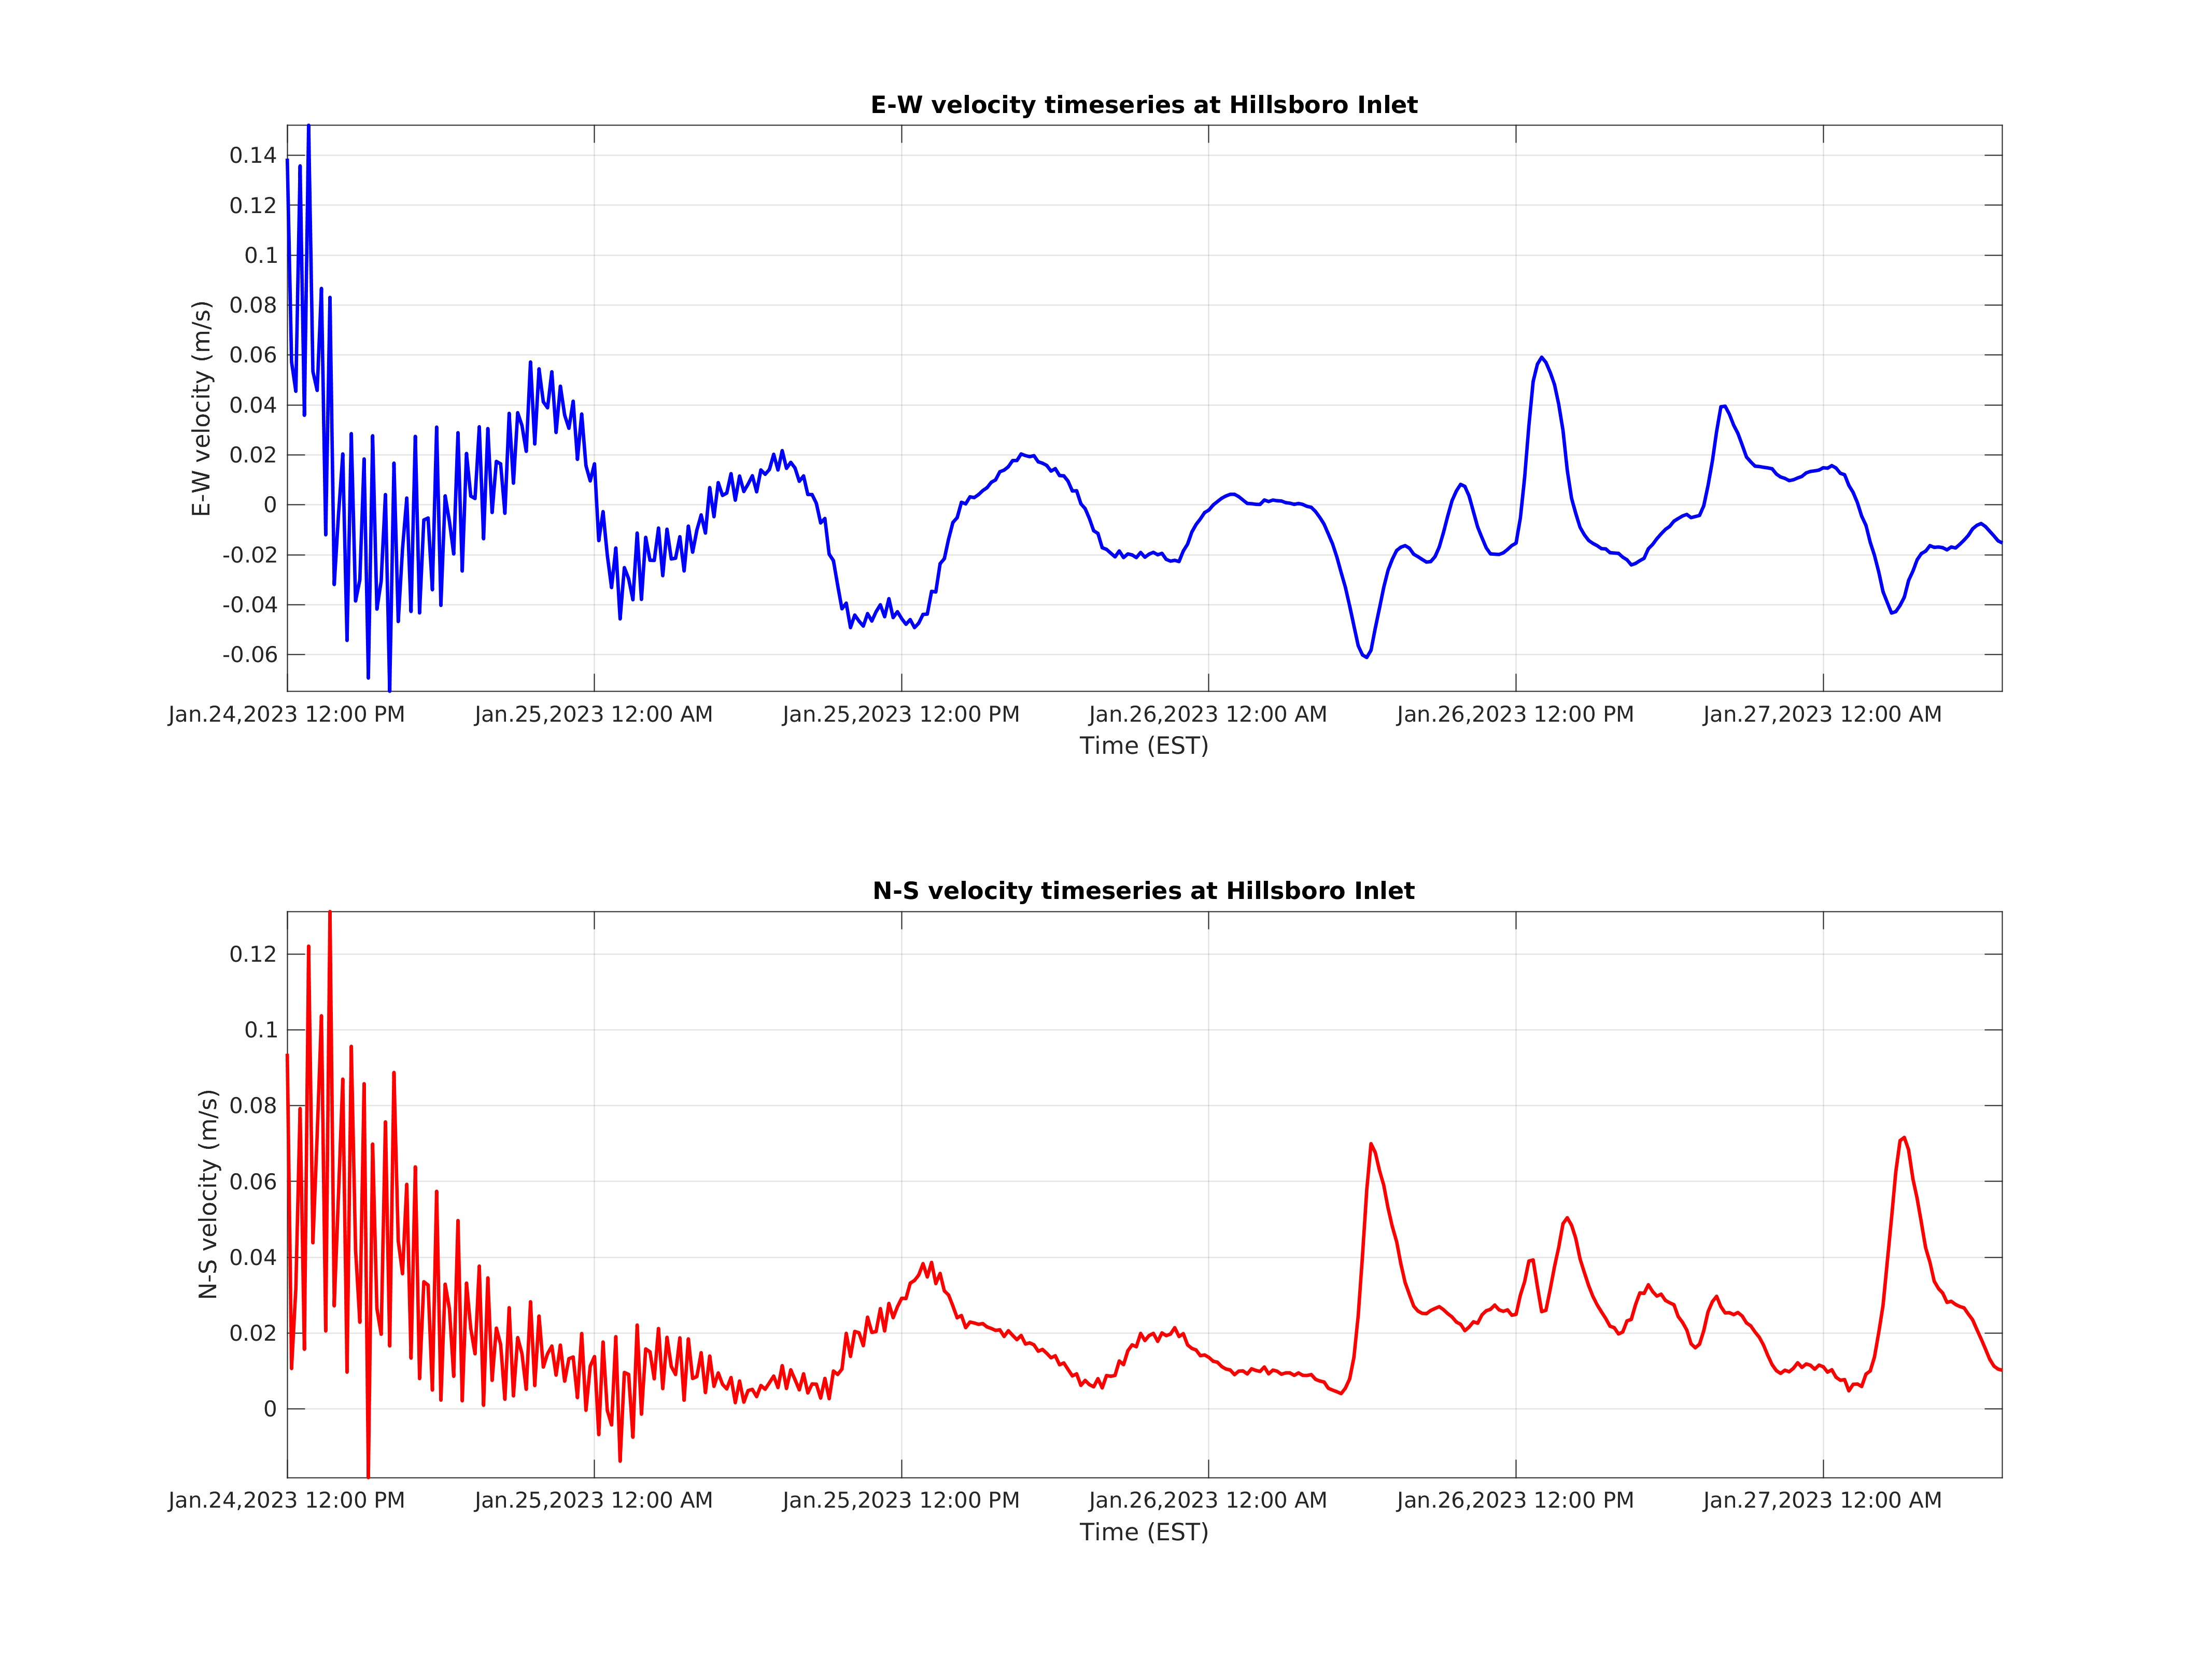 E-W velocity timeseries at Hillsboro Inlet
0.14
0.12
0.1
0.08
0.06
0.04
0.02
0
-0.02
-0.04
-0.06
E-W velocity (m/s)
Jan.24,2023 12:00 PM Jan.25,2023 12:00 AM Jan.25,2023 12:00 PM Jan.26,2023 12:00 AM Jan.26,2023 12:00 PM Jan.27,2023 12:00 AM
Time (EST)
N-S velocity timeseries at Hillsboro Inlet
0.12
0.1
0.08
0.06
0.04
0.02
0
N-S velocity (m/s)
Jan.24,2023 12:00 PM Jan.25,2023 12:00 AM Jan.25,2023 12:00 PM Jan.26,2023 12:00 AM Jan.26,2023 12:00 PM Jan.27,2023 12:00 AM
Time (EST)